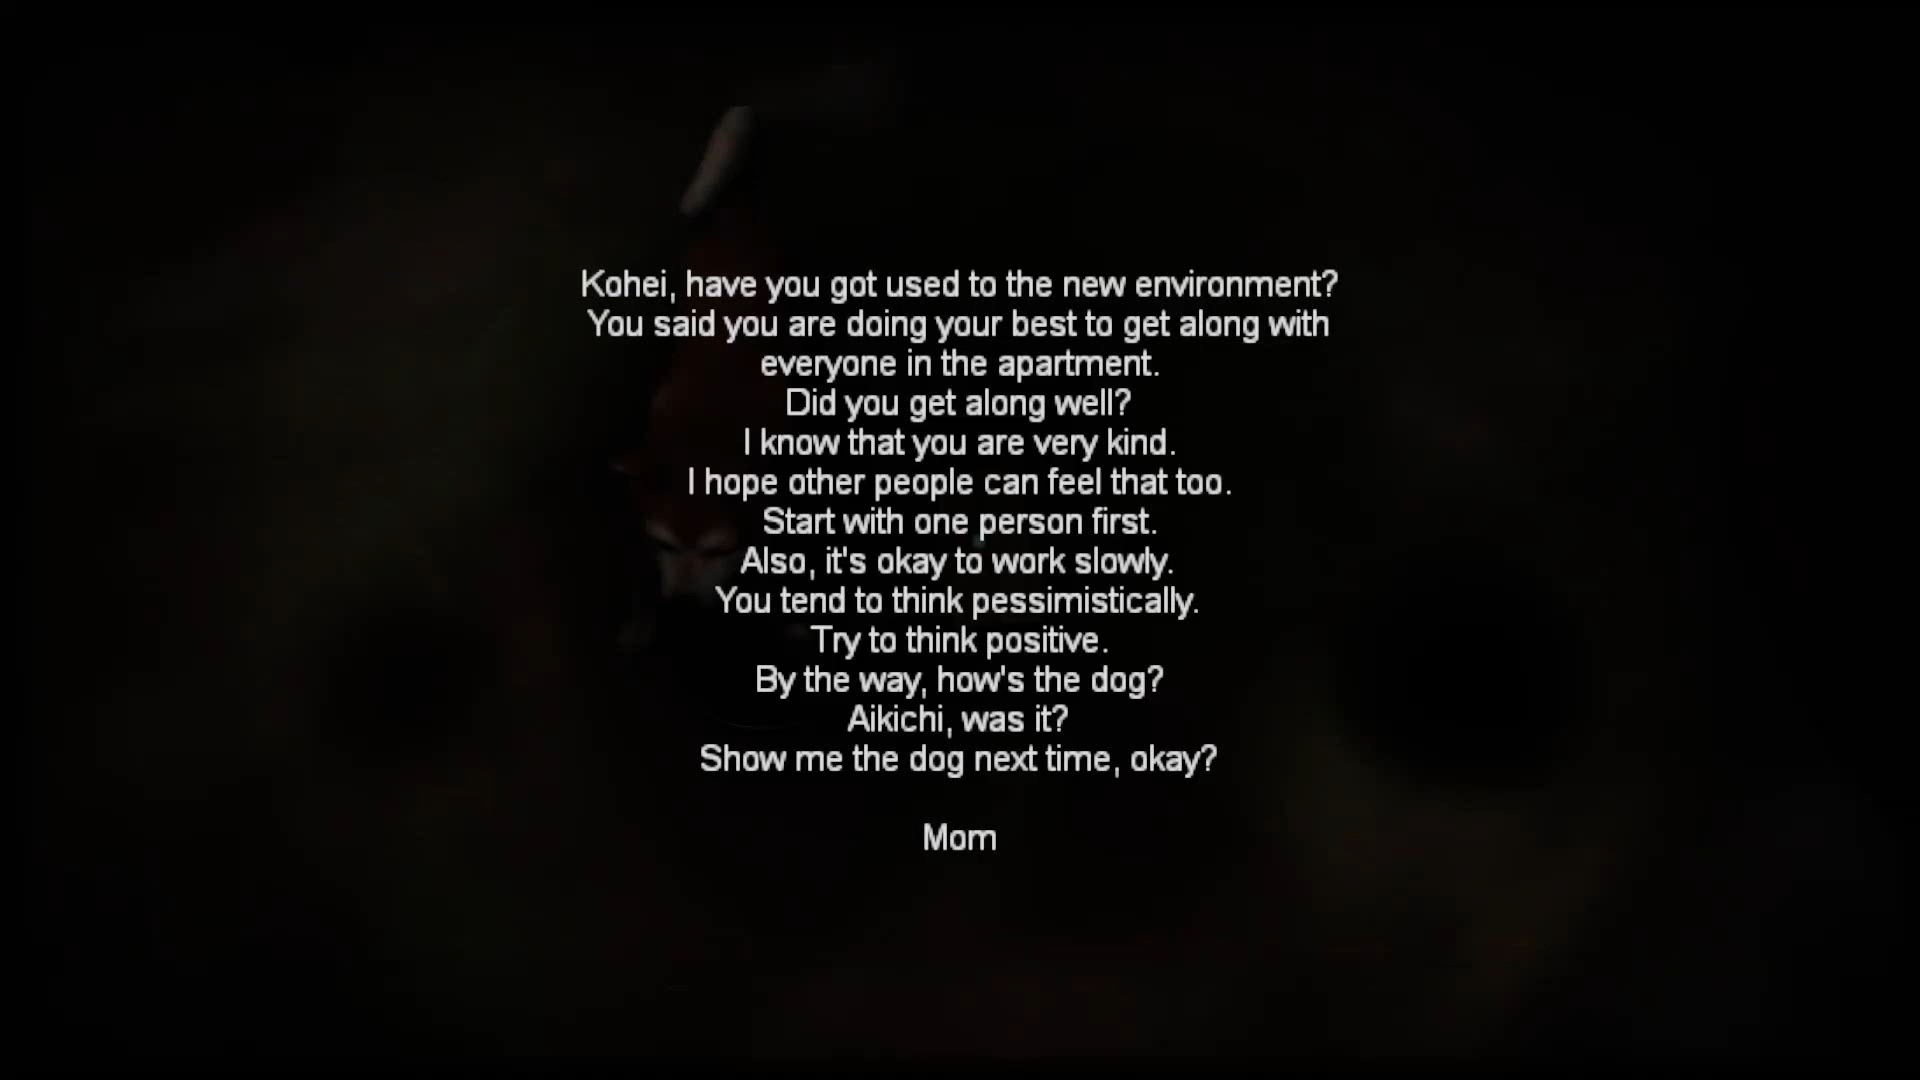 Kohei, have you got used to the new environment?
You said you are doing your best to get along with
everyone in the apartment.
Did you get along well?
I know that you are very kind.
I hope other people can feel that too.
Start with one person first.
Also, it's okay to work slowly.
You tend to think pessimistically.
Try to think positive.
By the way, how's the dog?
Aikichi, was it?
Show me the dog next time, okay?
Mom